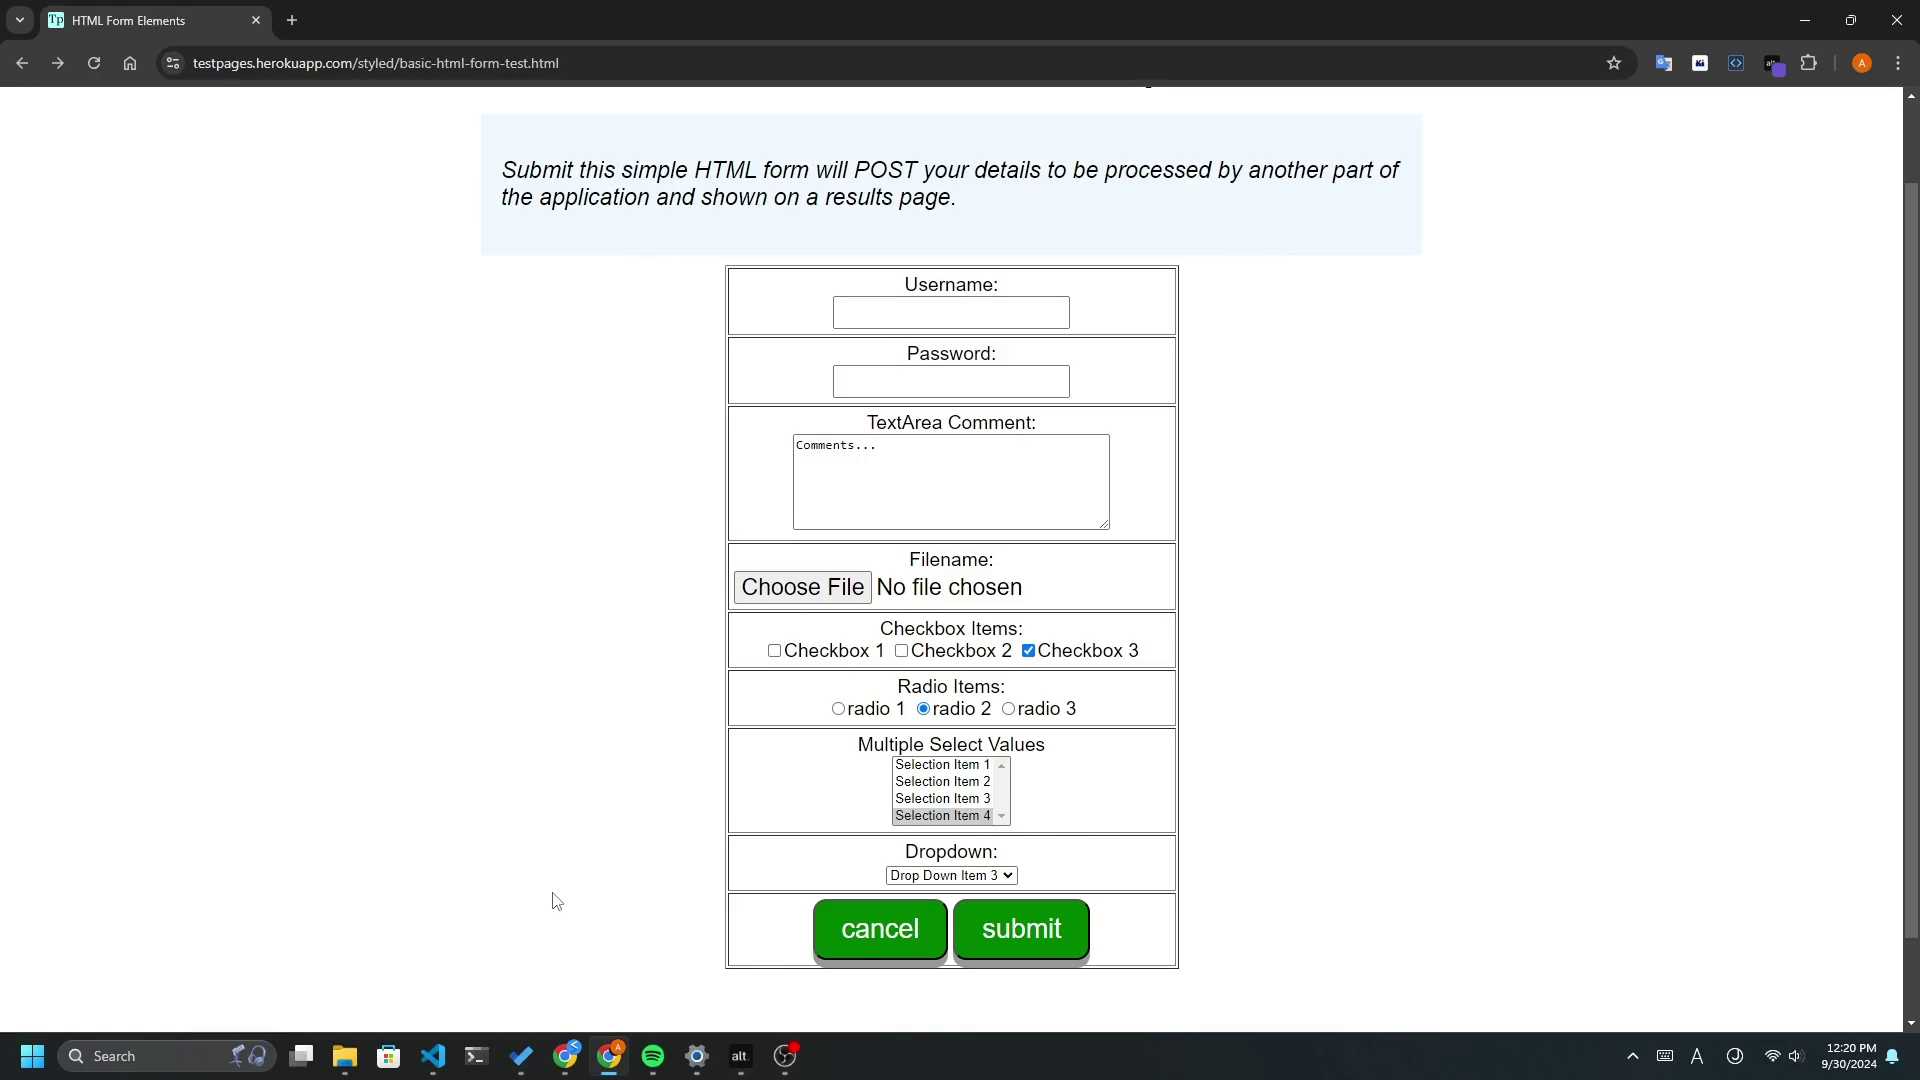 HTML Form Elements
testpages.herokuapp.com/styled/basic-html-form-test.html
A
Submit this simple HTML form will POST your details to be processed by another part of
the application and shown on a results page.
Username:
Password:
TextArea Comment:
Comments...
Filename:
Choose File No file chosen
Checkbox Items:
Checkbox 1 Checkbox 2 Checkbox 3
Radio Items:
radio 1 radio 2 radio 3
Multiple Select Values
Selection Item 1
Selection Item 2
Selection Item 3
Selection Item 4
Dropdown:
Drop Down Item 3
cancel submit
Search
alt.
12:20 PM
9/30/2024